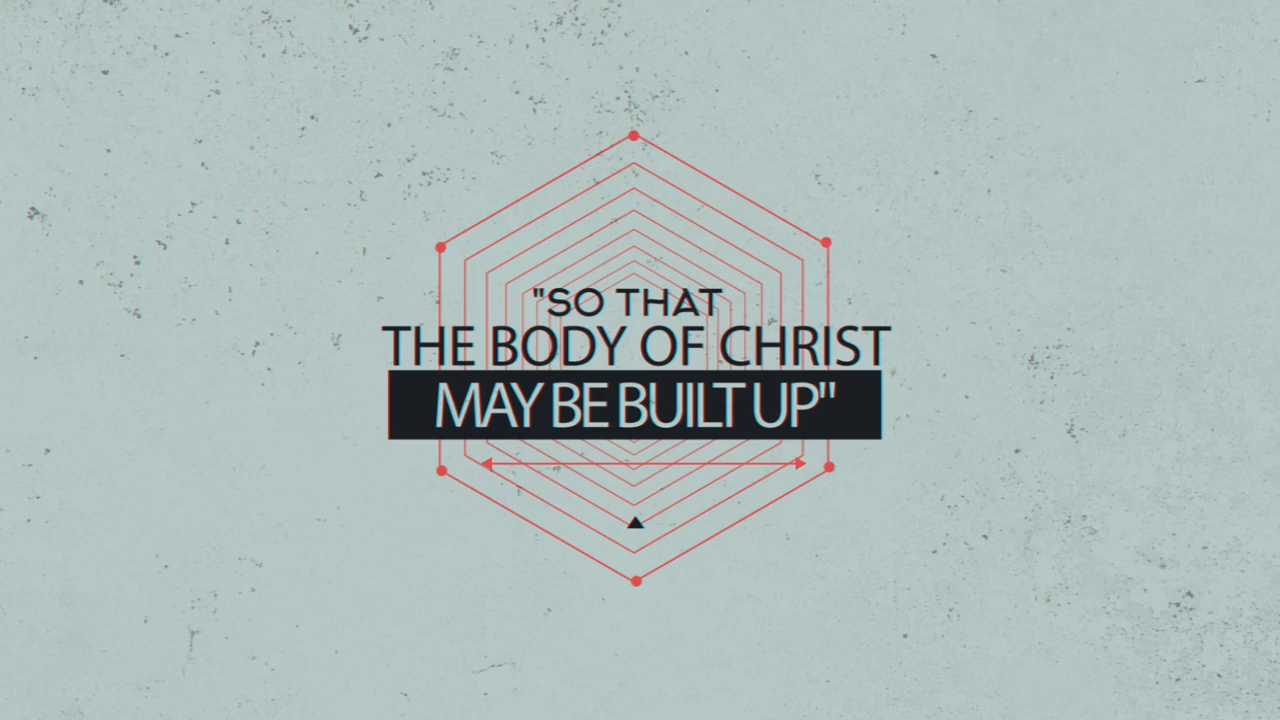 "SO THAT
THE BODY OF CHRIST
MAY BE BUILT UP"